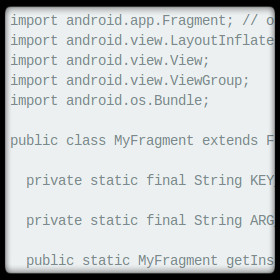 import android.app.Fragment; // o
import android.view.LayoutInflate
import android.view.View;
import android.view.ViewGroup;
import android.os.Bundle;
public class MyFragment extends F
private static final String KEY
private static final String ARG
public static MyFragment getIns